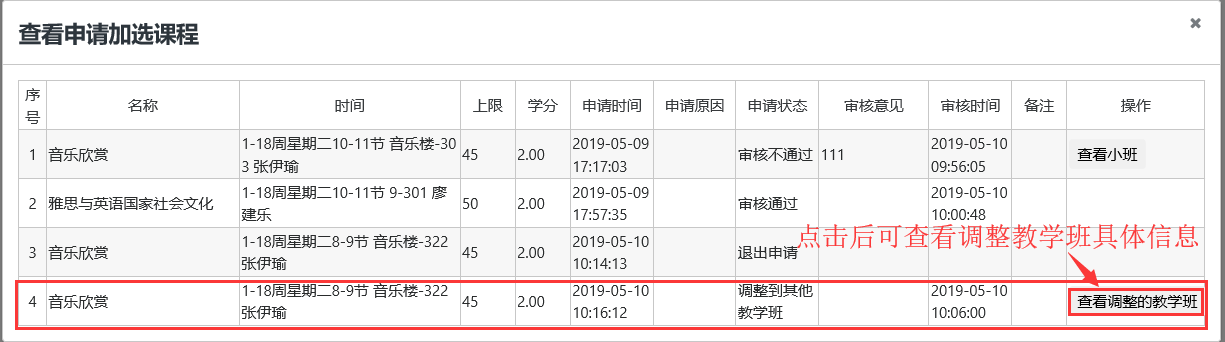 查看申请加选课程
×
序号 名称 时间 上限 学分 申请时间 申请原因 申请状态 审核意见 审核时间 备注 操作
1 音乐欣赏 1-18周星期二10-11节 音乐楼-303 张伊瑜 45 2.00 2019-05-09 17:17:03 审核不通过 111 2019-05-10 09:56:05 查看小班
2 雅思与英语国家社会文化 1-18周星期二10-11节 9-301 廖建乐 50 2.00 2019-05-09 17:57:35 审核通过 2019-05-10 10:00:48
点击后可查看调整教学班具体信息
3 音乐欣赏 1-18周星期二8-9节 音乐楼-322 张伊瑜 45 2.00 2019-05-10 10:14:13 退出申请
4 音乐欣赏 1-18周星期二8-9节 音乐楼-322 张伊瑜 45 2.00 2019-05-10 10:16:12 调整到其他教学班 2019-05-10 10:06:00 查看调整的教学班